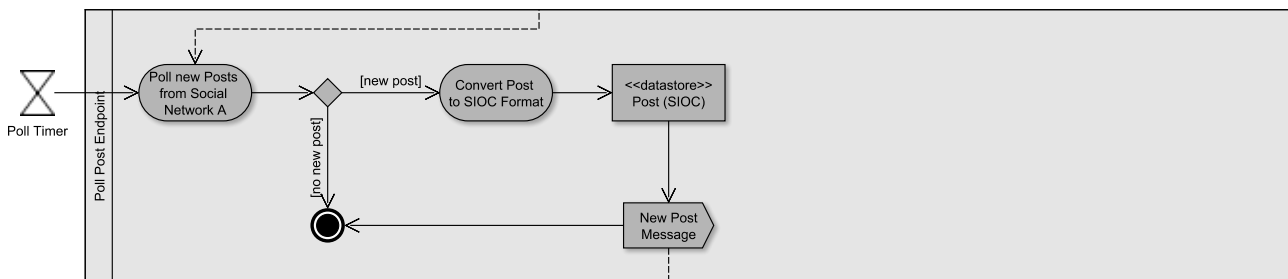 Poll Timer
Poll Post Endpoint
Poll new Posts
from Social
Network A
[new post]
[no new post]
Convert Post
to SIOC Format
<<datastore>>
Post (SIOC)
New Post
Message